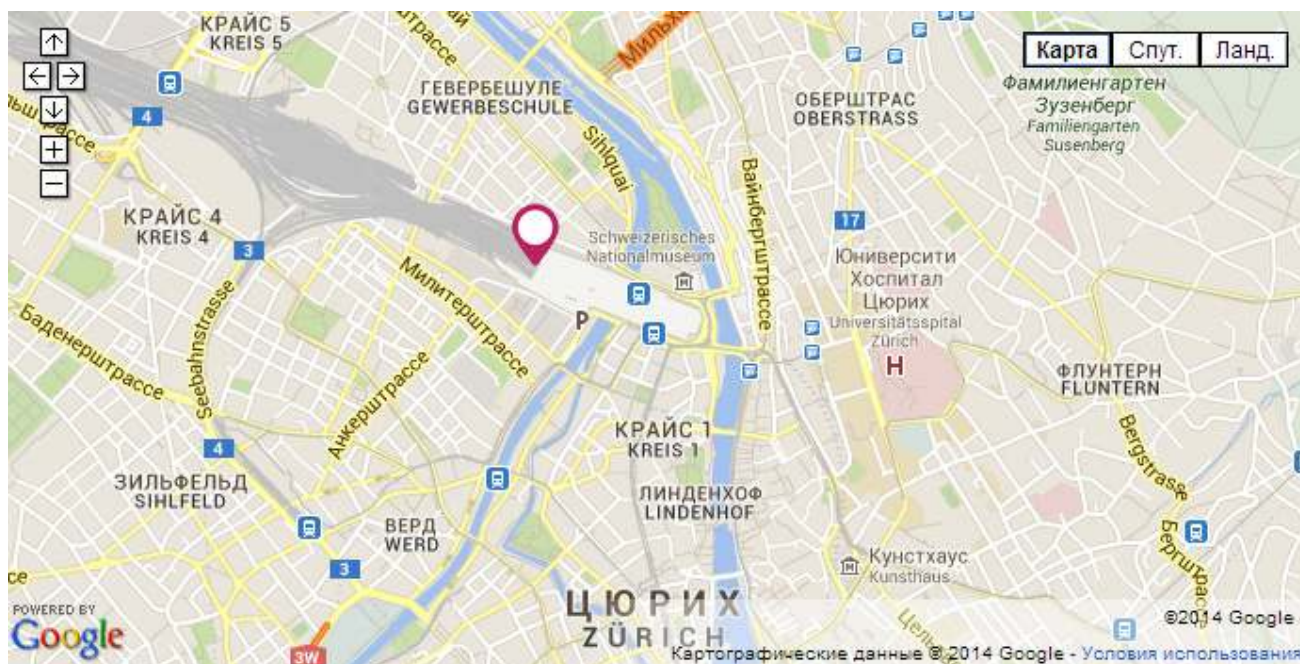 КРАЙС 5
KREIS 5
трассе
Мильха
Карта
Спут.
Ланд.
4
ГЕВЕРБЕШУЛЕ
GEWERBESCHULE
Sihlquai
ОБЕРШТРАС
OBERSTRASS
Фамилиенгартен
Зузенберг
Familiengarten
Susenberg
Вайнбергштрассе
КРАЙС 4
KREIS 4
3
17
Schweizerisches
Nationalmuseum
Юниверсити
Хоспитал
Цюрих
Universitätsspital
Zürich
H
Милитерштрассе
P
Баденерштрассе
Seebahnstrasse
Анкерштрассе
ФЛУНТЕРН
FLUNTERN
Bergstrasse
КРАЙС 1
KREIS 1
4
ЗИЛЬФЕЛЬД
SIHLFELD
ЛИНДЕНХОФ
LINDENHOF
ВЕРД
WERD
Бергштрасс
3
Кунстхаус
Kunsthaus
ЦЮРИХ
ZÜRICH
POWERED BY
Google
3W
©2014 Google
Картографические данные © 2014 Google - Условия использования